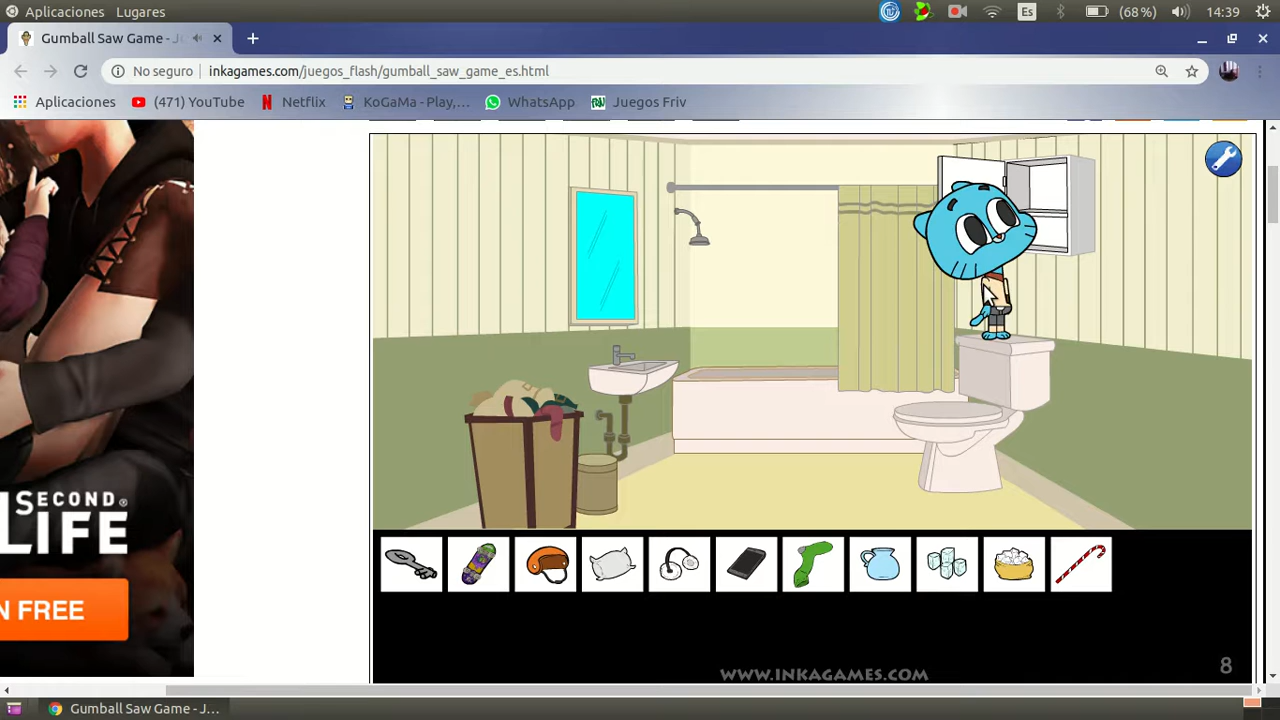 Aplicaciones Lugares Es (68%) 14:39
Gumball Saw Game - J
No seguro inkagames.com/juegos_flash/gumball_saw_game_es.html
Aplicaciones (471) YouTube Netflix KoGaMa - Play,... WhatsApp Juegos Friv
SECOND
LIFE
N FREE
WWW.INKAGAMES.COM
8
Gumball Saw Game - J...